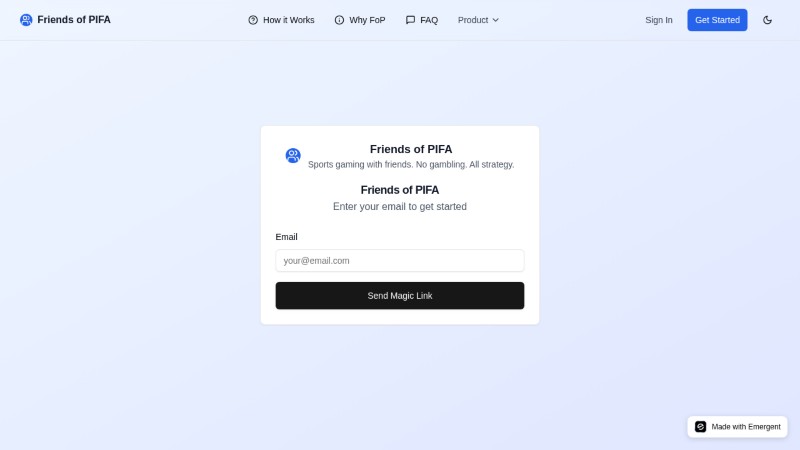 Friends of PIFA
How it Works
Why FoP
FAQ
Product
Sign In
Get Started
Friends of PIFA
Sports gaming with friends. No gambling. All strategy.
Friends of PIFA
Enter your email to get started
Email
your@email.com
Send Magic Link
Made with Emergent